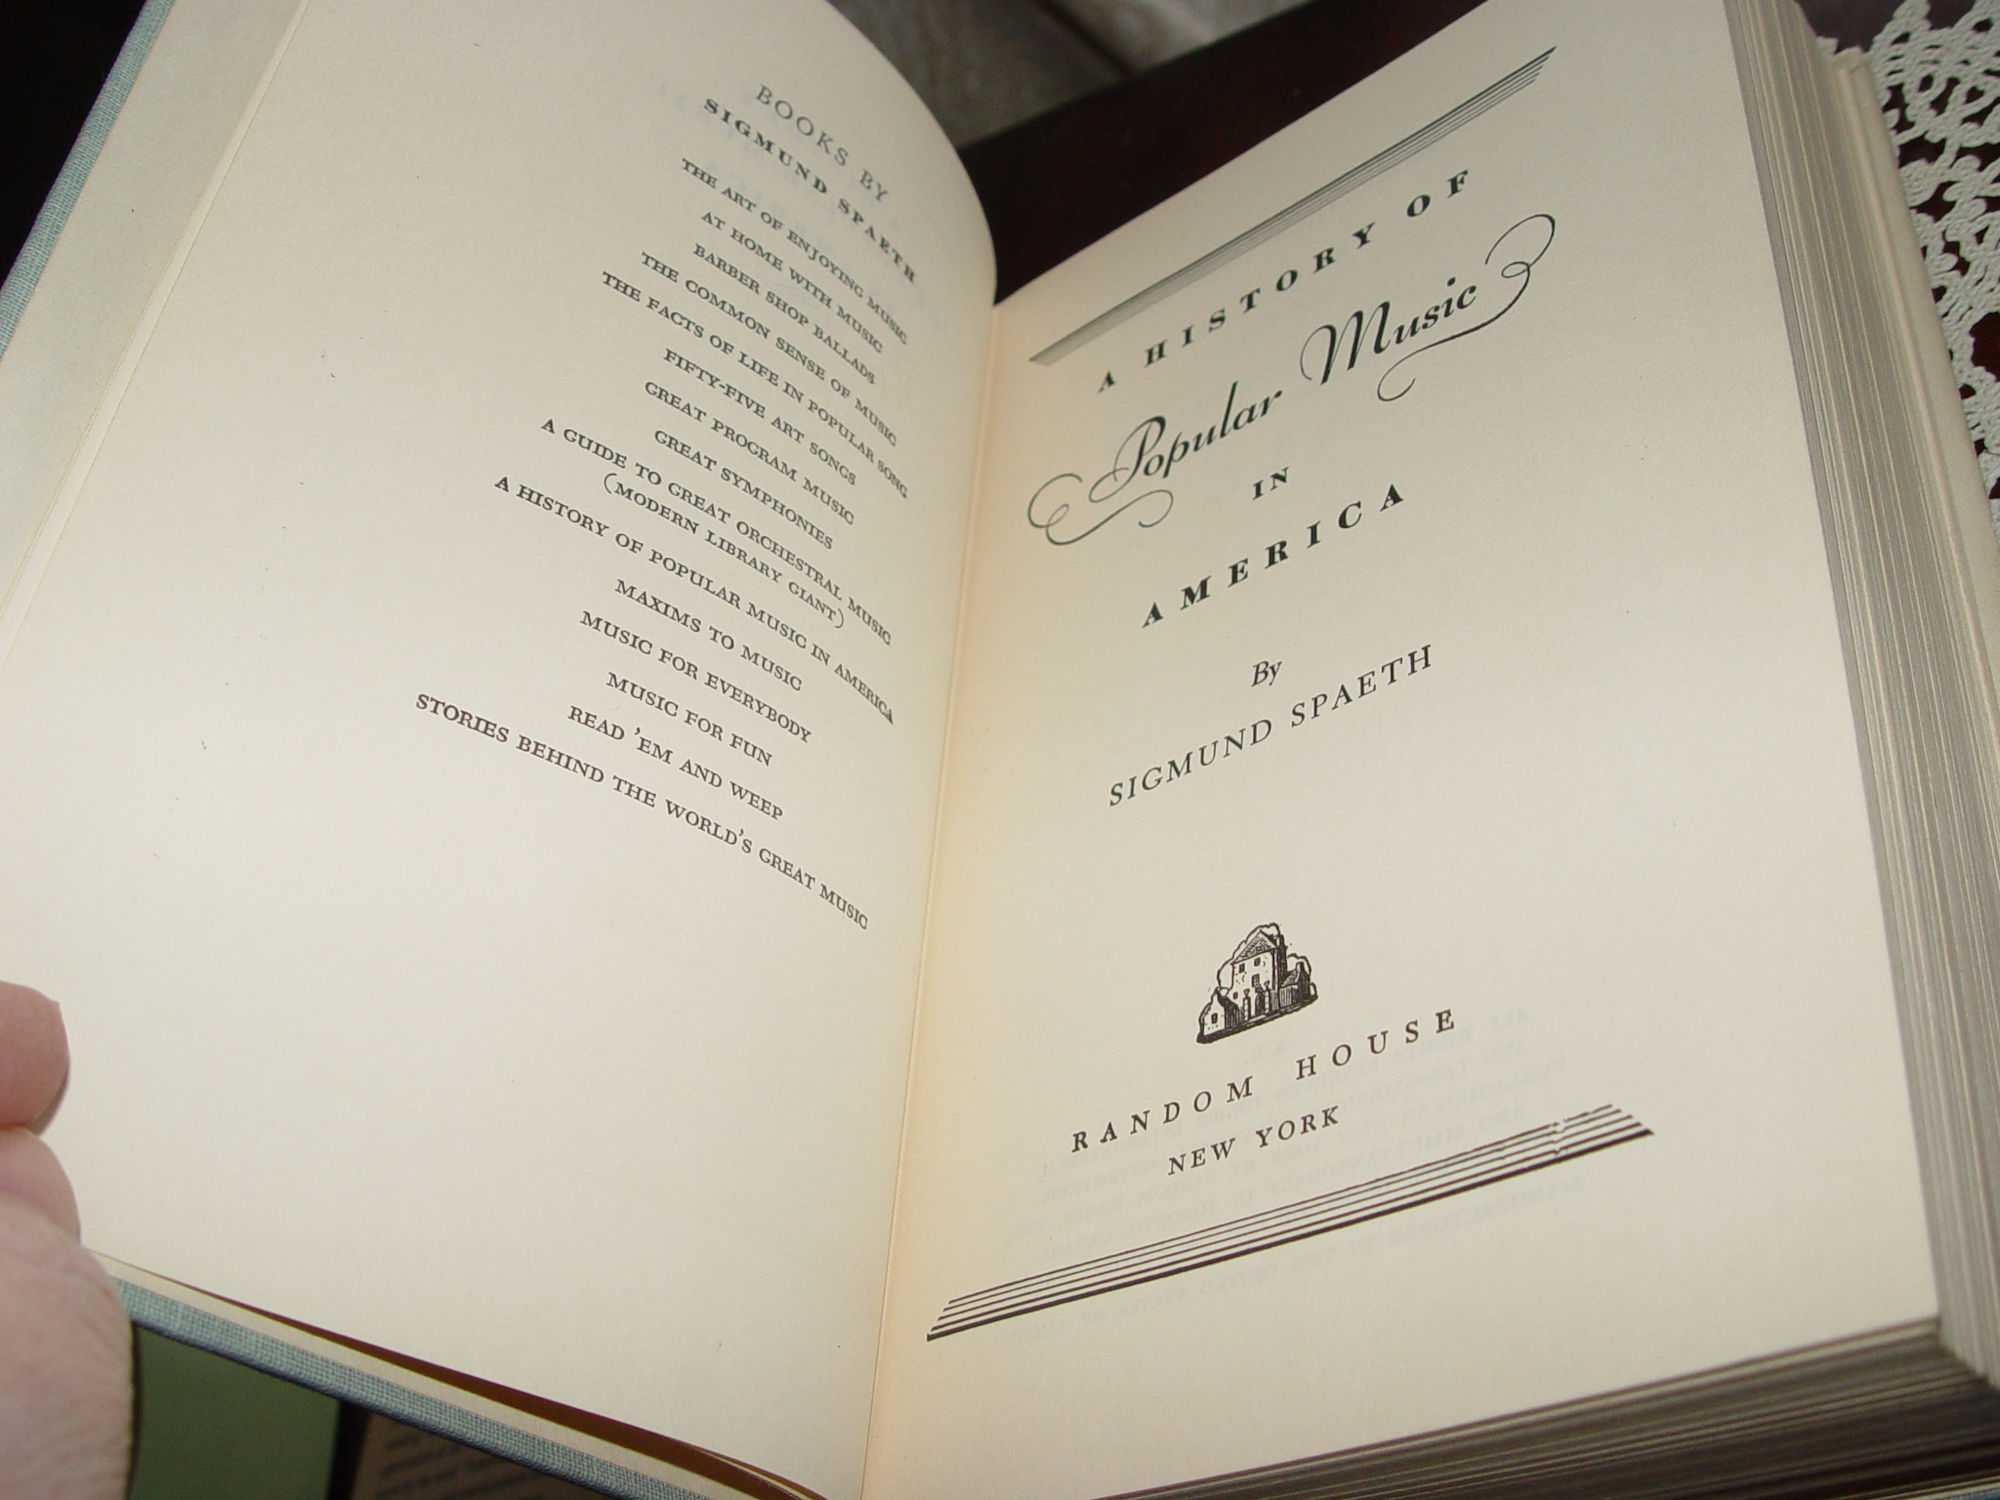 BOOKS BY
SIGMUND SPAETH
THE ART OF ENJOYING MUSIC
AT HOME WITH MUSIC
BARBER SHOP BALLADS
THE COMMON SENSE OF MUSIC
THE FACTS OF LIFE IN POPULAR SONG
FIFTY-FIVE ART SONGS
GREAT PROGRAM MUSIC
GREAT SYMPHONIES
A GUIDE TO GREAT ORCHESTRAL MUSIC
(MODERN LIBRARY GIANT)
A HISTORY OF POPULAR MUSIC IN AMERICA
MAXIMS TO MUSIC
MUSIC FOR EVERYBODY
MUSIC FOR FUN
READ 'EM AND WEEP
STORIES BEHIND THE WORLD'S GREAT MUSIC
A HISTORY OF
Popular Music
IN
AMERICA
By
SIGMUND SPAETH
RANDOM HOUSE
NEW YORK